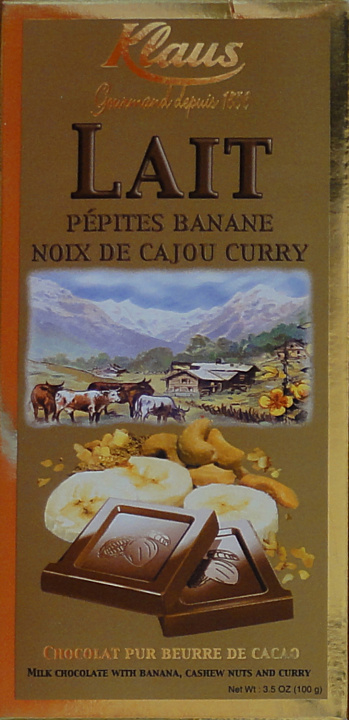 Klaus
Gourmand depuis 1856
LAIT
PÉPITES BANANE
NOIX DE CAJOU CURRY
CHOCOLAT PUR BEURRE DE CACAO
MILK CHOCOLATE WITH BANANA, CASHEW NUTS AND CURRY
Net Wt : 3.5 OZ (100 g)